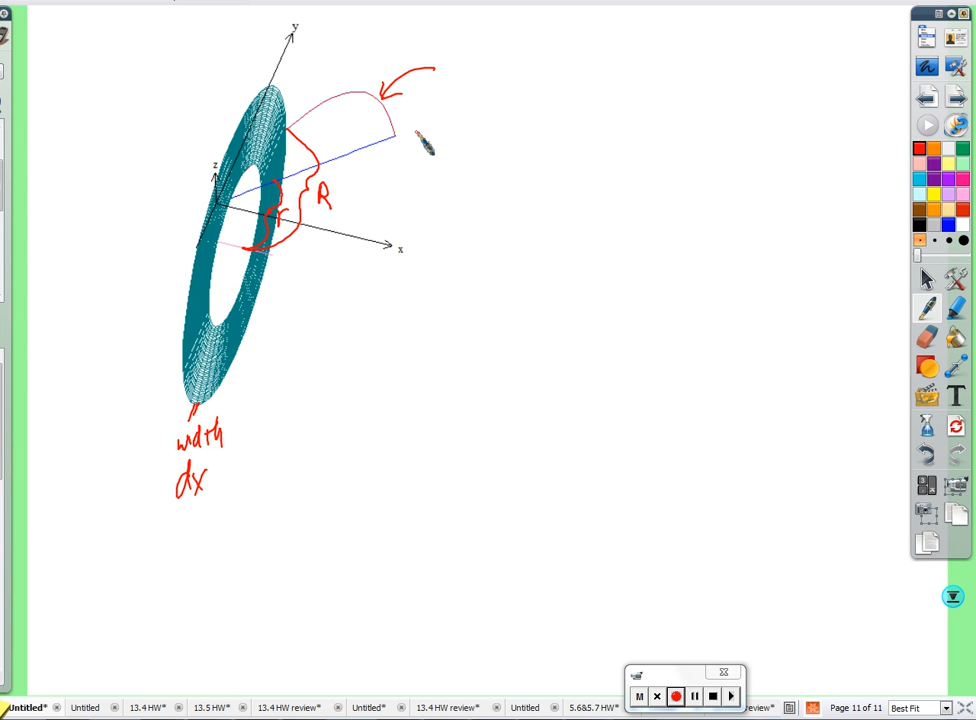 y
z
R
r
x
width
dx
M
T
Untitled*
Untitled
13.4 HW*
13.5 HW*
13.4 HW review*
Untitled*
13.4 HW review*
Untitled
5.6&5.7 HW*
review*
Page 11 of 11
Best Fit